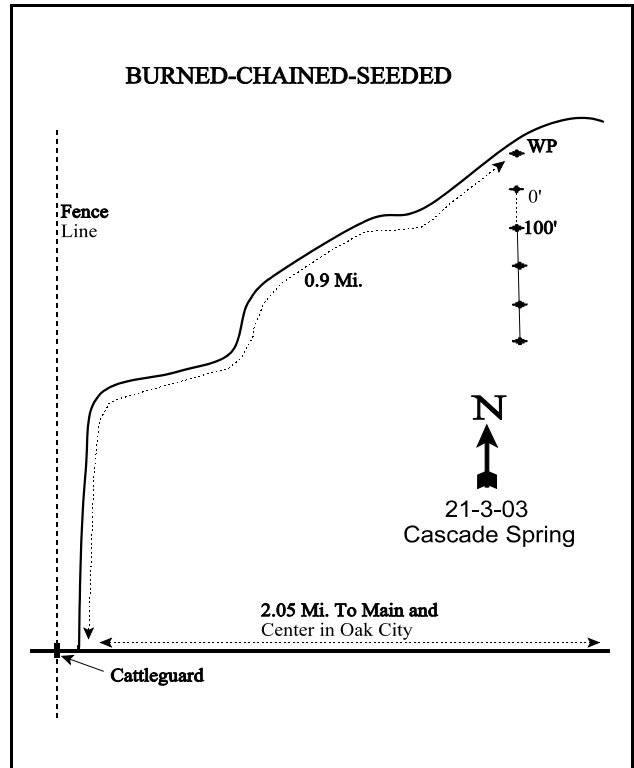 BURNED-CHAINED-SEEDED
WP
0'
Fence
Line
100'
0.9 Mi.
N
21-3-03
Cascade Spring
2.05 Mi. To Main and
Center in Oak City
Cattleguard